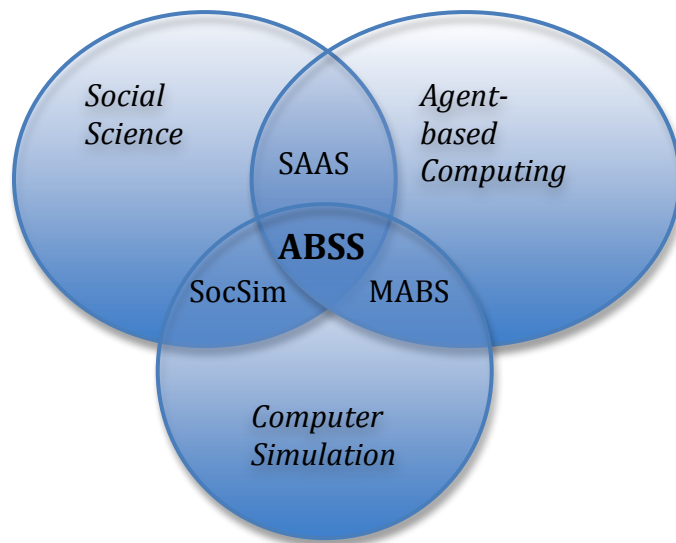 Social
Science
Agent-
based
Computing
SAAS
ABSS
SocSim
MABS
Computer
Simulation